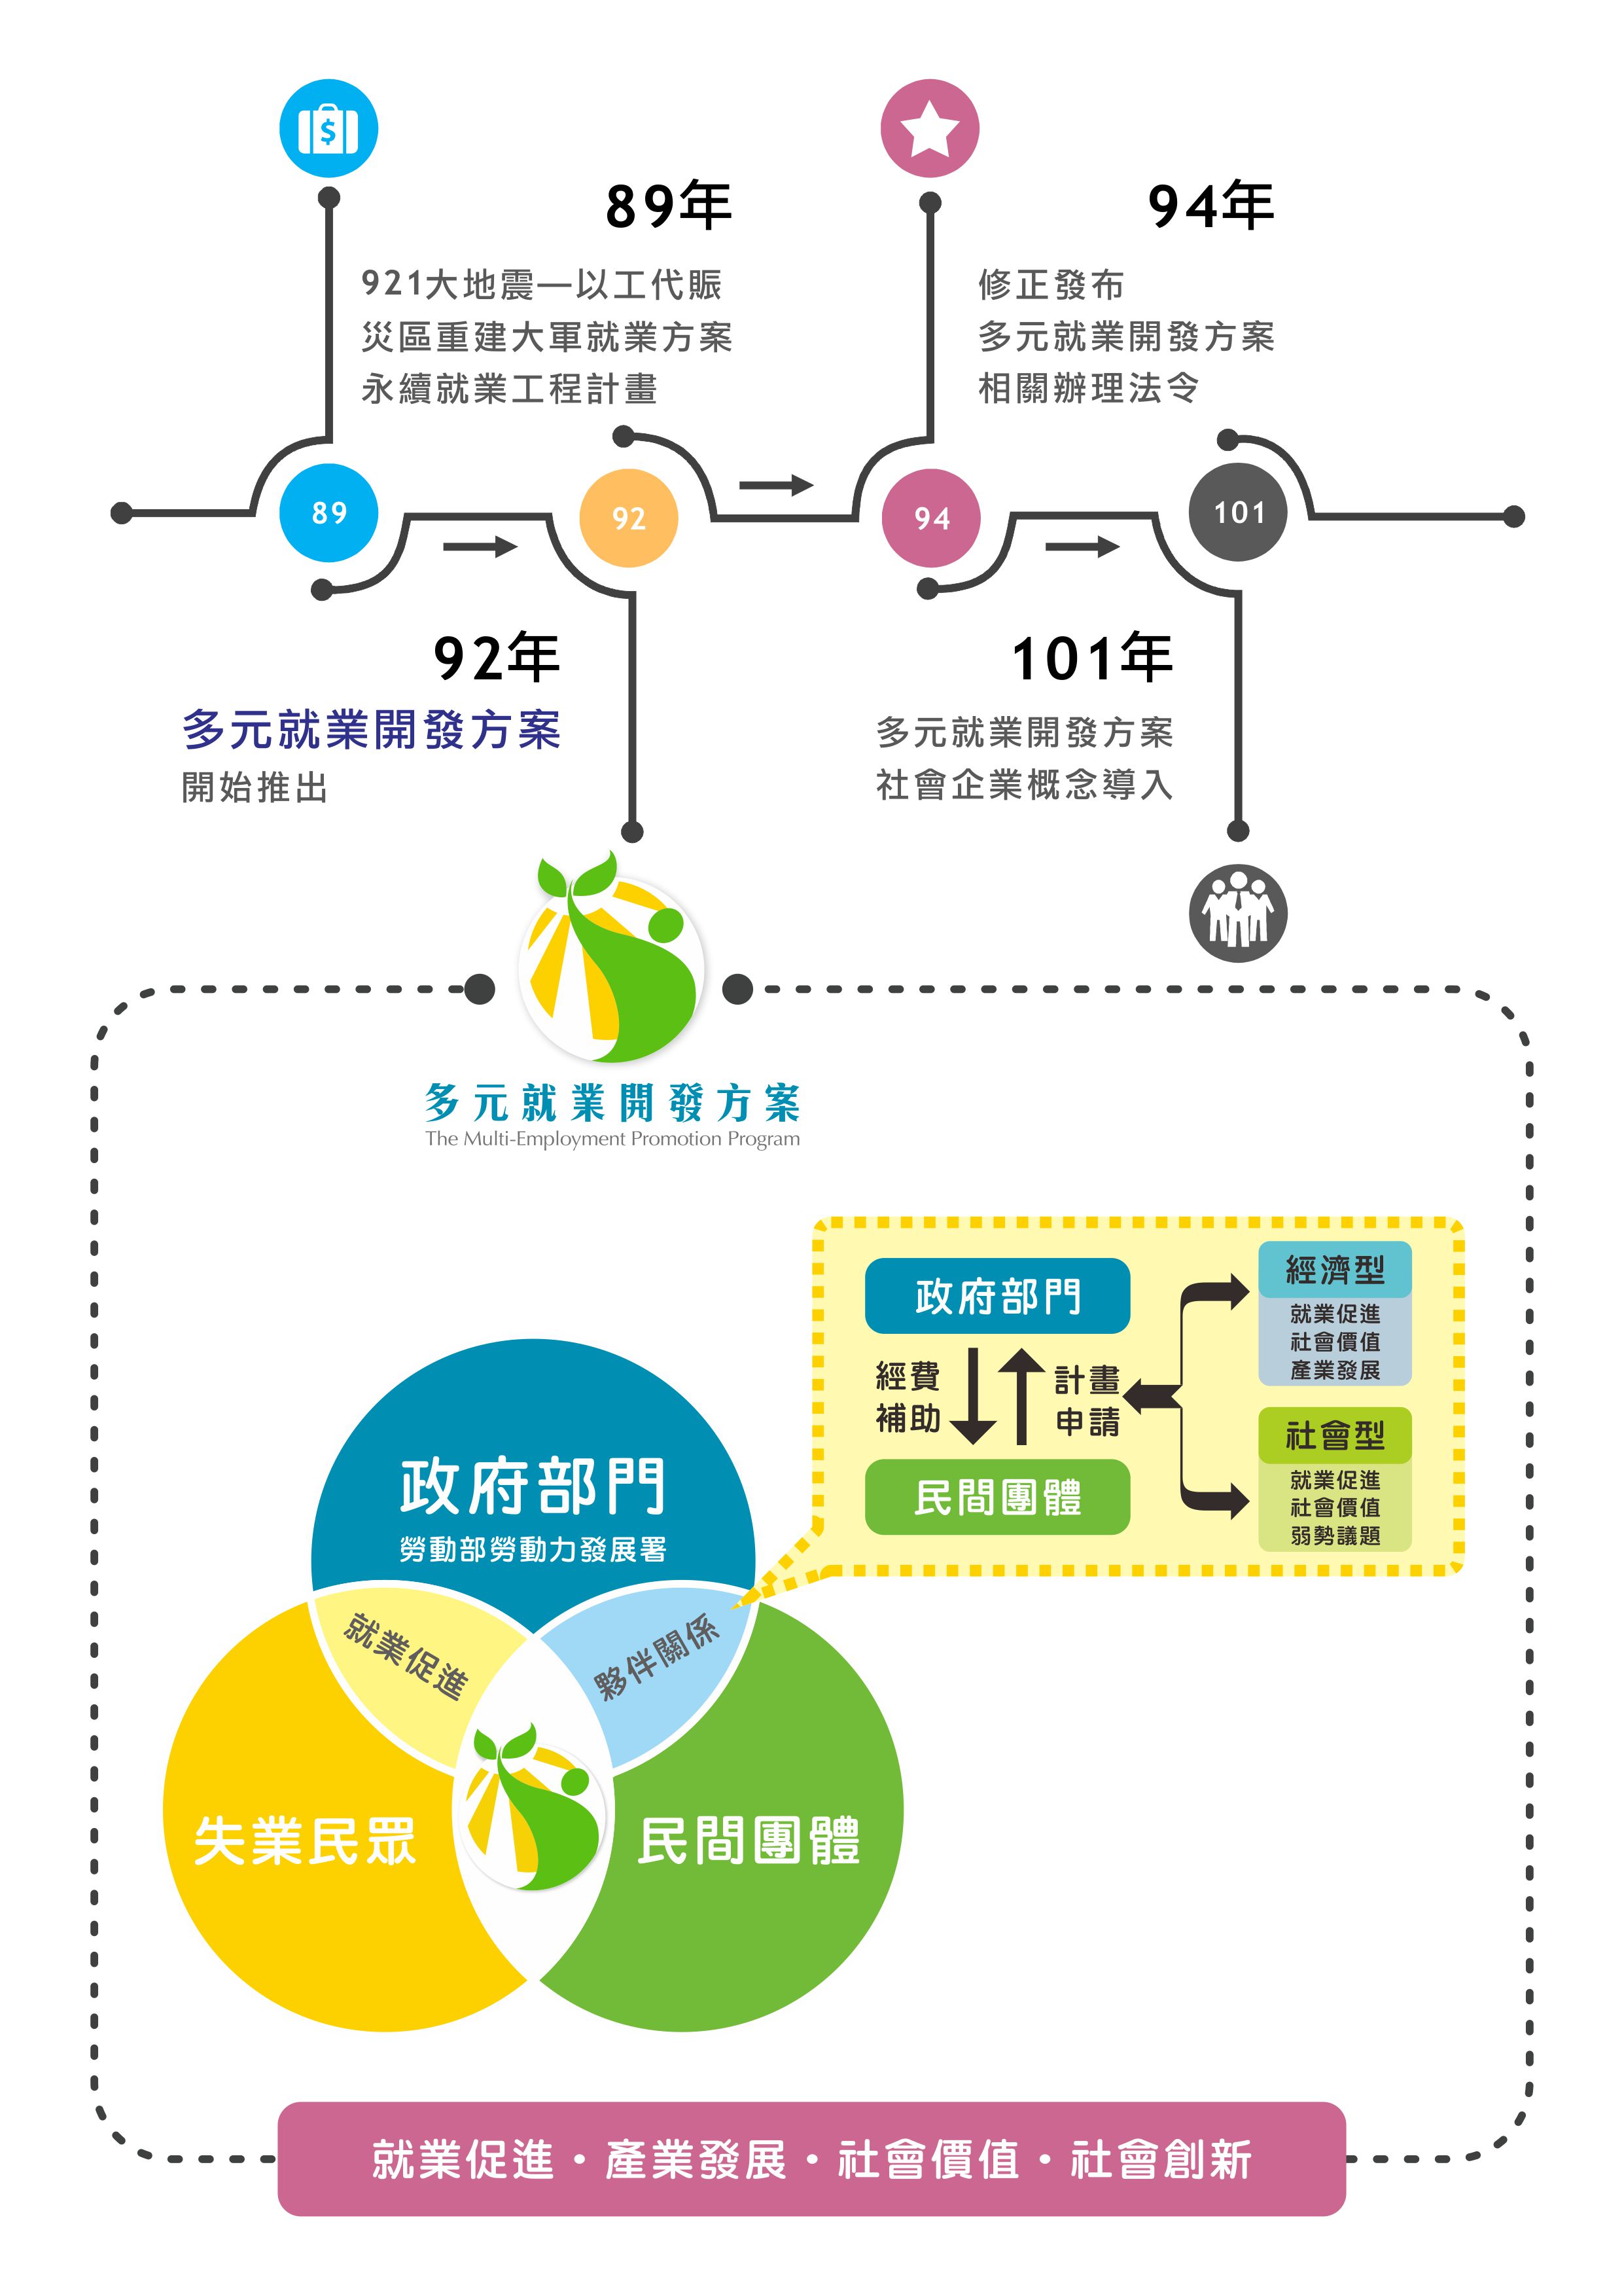 89年
921大地震—以工代賑
災區重建大軍就業方案
永續就業工程計畫
94年
修正發布
多元就業開發方案
相關辦理法令
89
92
94
101
92年
多元就業開發方案
開始推出
101年
多元就業開發方案
社會企業概念導入
多元就業開發方案
The Multi-Employment Promotion Program
政府部門
經費
補助
計畫
申請
民間團體
經濟型
就業促進
社會價值
產業發展
社會型
就業促進
社會價值
弱勢議題
政府部門
勞動部勞動力發展署
就業促進
夥伴關係
失業民眾
民間團體
就業促進・產業發展・社會價值・社會創新